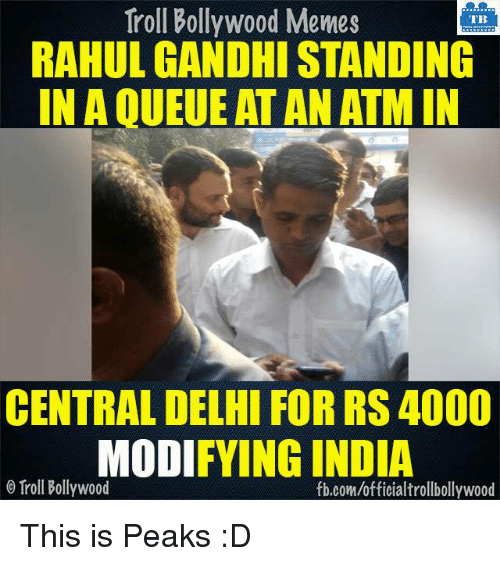 Troll Bollywood Memes
TB
RAHUL GANDHI STANDING
IN A QUEUE AT AN ATM IN
CENTRAL DELHI FOR RS 4000
MODIFYING INDIA
© Troll Bollywood
fb.com/officialtrollbollywood
This is Peaks :D